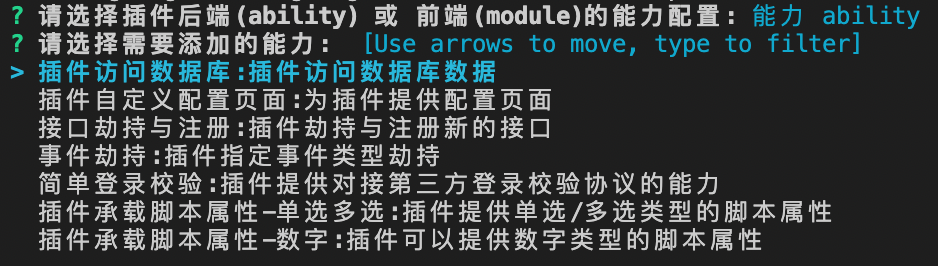 ? 请选择插件后端(ability) 或 前端(module)的能力配置: 能力 ability
? 请选择需要添加的能力:  [Use arrows to move, type to filter]
> 插件访问数据库:插件访问数据库数据
插件自定义配置页面:为插件提供配置页面
接口劫持与注册:插件劫持与注册新的接口
事件劫持:插件指定事件类型劫持
简单登录校验:插件提供对接第三方登录校验协议的能力
插件承载脚本属性-单选多选:插件提供单选/多选类型的脚本属性
插件承载脚本属性-数字:插件可以提供数字类型的脚本属性